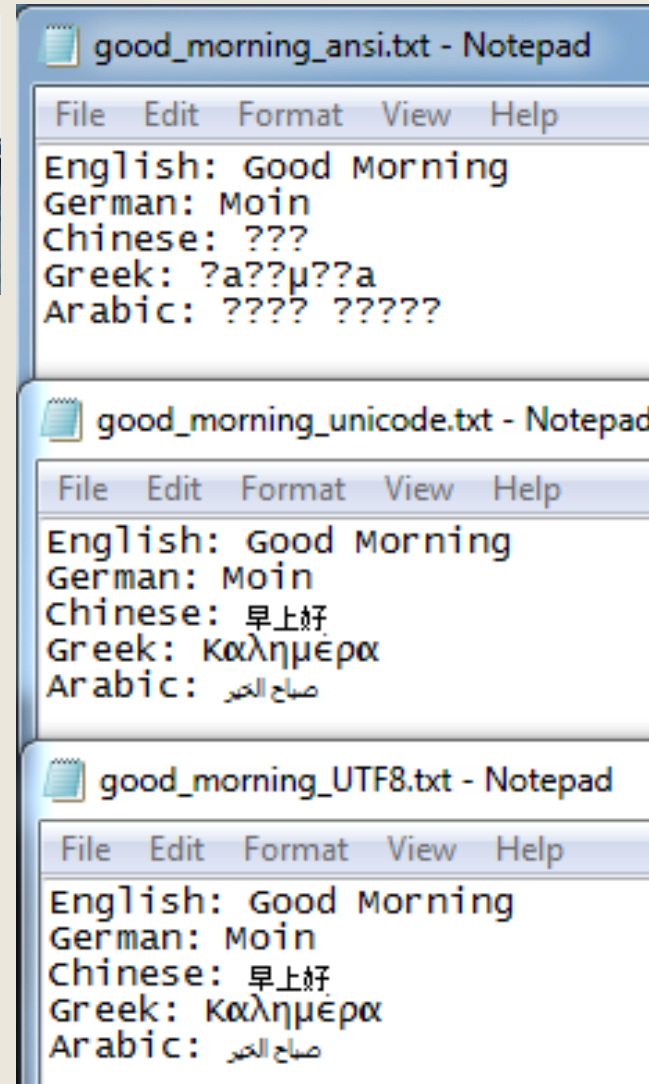 good_morning_ansi.txt - Notepad
File Edit Format View Help
English: Good Morning
German: Moin
Chinese: ???
Greek: ?a??µ??a
Arabic: ???? ?????
good_morning_unicode.txt - Notepad
File Edit Format View Help
English: Good Morning
German: Moin
Chinese: 早上好
Greek: Καλημέρα
Arabic: صباح الخير
good_morning_UTF8.txt - Notepad
File Edit Format View Help
English: Good Morning
German: Moin
Chinese: 早上好
Greek: Καλημέρα
Arabic: صباح الخير